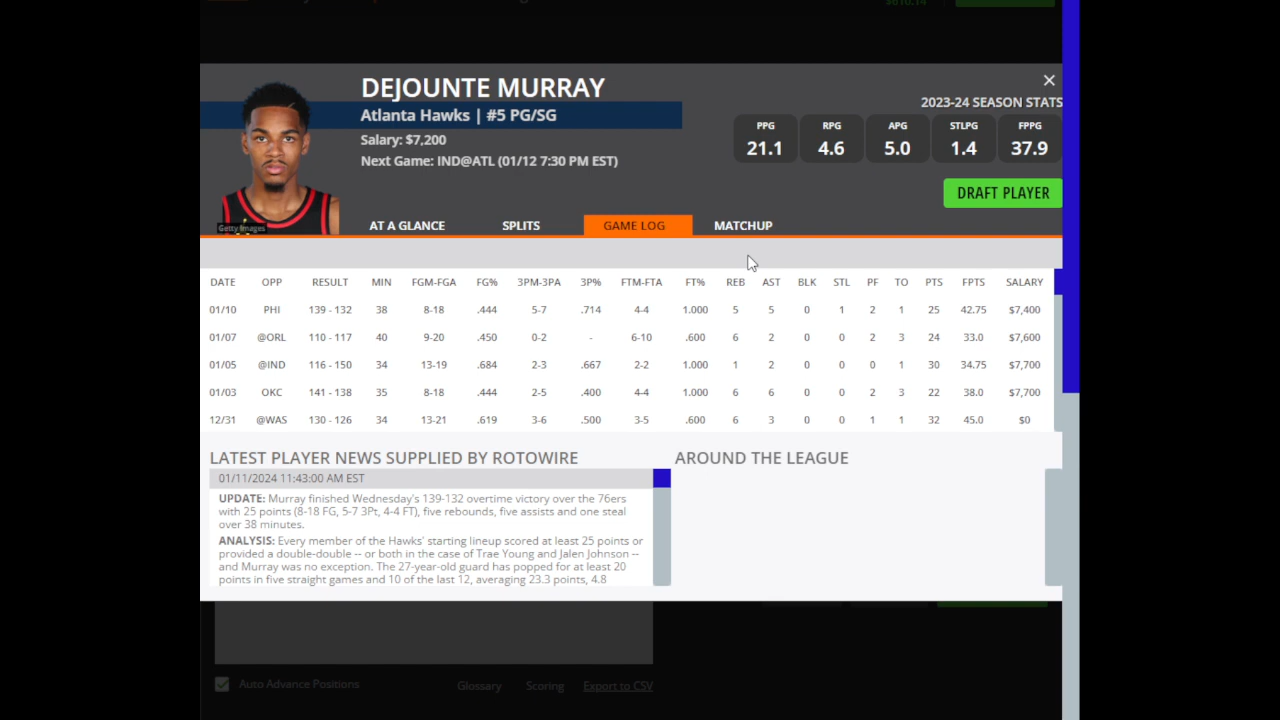 $610.14
DEJOUNTE MURRAY
Atlanta Hawks | #5 PG/SG
Salary: $7,200
Next Game: IND@ATL (01/12 7:30 PM EST)
2023-24 SEASON STATS
PPG RPG APG STLPG FPPG
21.1 4.6 5.0 1.4 37.9
DRAFT PLAYER
Getty Images
AT A GLANCE SPLITS GAME LOG MATCHUP
DATE OPP RESULT MIN FGM-FGA FG% 3PM-3PA 3P% FTM-FTA FT% REB AST BLK STL PF TO PTS FPTS SALARY
01/10 PHI 139 - 132 38 8-18 .444 5-7 .714 4-4 1.000 5 5 0 1 2 1 25 42.75 $7,400
01/07 @ORL 110 - 117 40 9-20 .450 0-2 - 6-10 .600 6 2 0 0 2 3 24 33.0 $7,600
01/05 @IND 116 - 150 34 13-19 .684 2-3 .667 2-2 1.000 1 2 0 0 0 1 30 34.75 $7,700
01/03 OKC 141 - 138 35 8-18 .444 2-5 .400 4-4 1.000 6 6 0 0 2 3 22 38.0 $7,700
12/31 @WAS 130 - 126 34 13-21 .619 3-6 .500 3-5 .600 6 3 0 0 1 1 32 45.0 $0
LATEST PLAYER NEWS SUPPLIED BY ROTOWIRE
01/11/2024 11:43:00 AM EST
UPDATE: Murray finished Wednesday's 139-132 overtime victory over the 76ers
with 25 points (8-18 FG, 5-7 3Pt, 4-4 FT), five rebounds, five assists and one steal
over 38 minutes.
ANALYSIS: Every member of the Hawks' starting lineup scored at least 25 points or
provided a double-double -- or both in the case of Trae Young and Jalen Johnson --
and Murray was no exception. The 27-year-old guard has popped for at least 20
points in five straight games and 10 of the last 12, averaging 23.3 points, 4.8
AROUND THE LEAGUE
Auto Advance Positions
Glossary Scoring Export to CSV